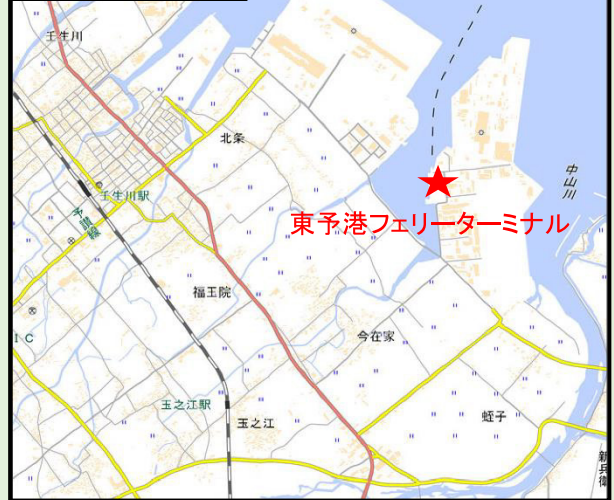 壬生川
北条
中山川
壬生川駅
予讃線
東予港フェリーターミナル
福王院
今在家
IC
玉之江駅
玉之江
蛭子
新兵衛